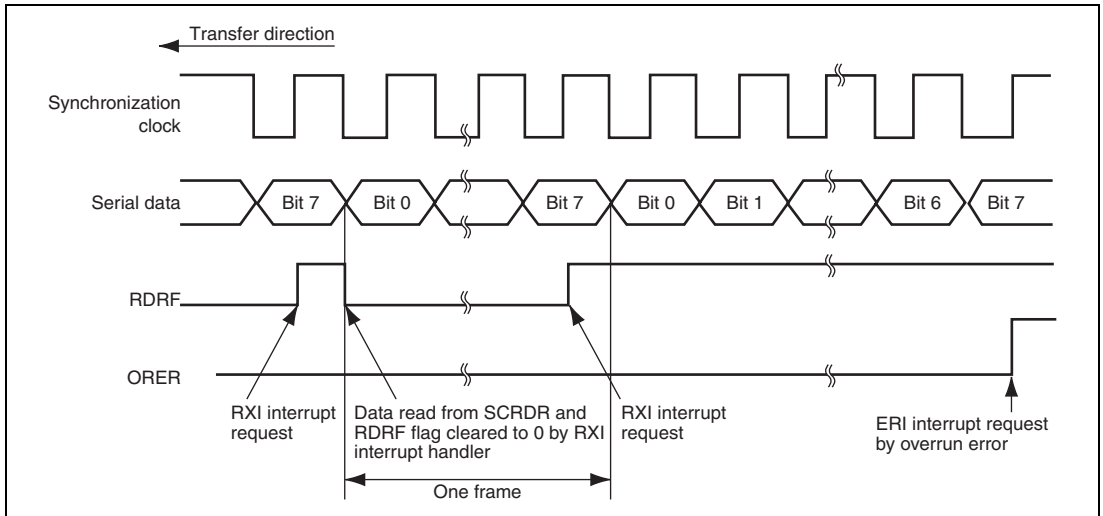 Transfer direction
Synchronization
clock
Serial data
Bit 7
Bit 0
Bit 7
Bit 0
Bit 1
Bit 6
Bit 7
RDRF
ORER
RXI interrupt
request
Data read from SCRDR and
RDRF flag cleared to 0 by RXI
interrupt handler
RXI interrupt
request
ERI interrupt request
by overrun error
One frame